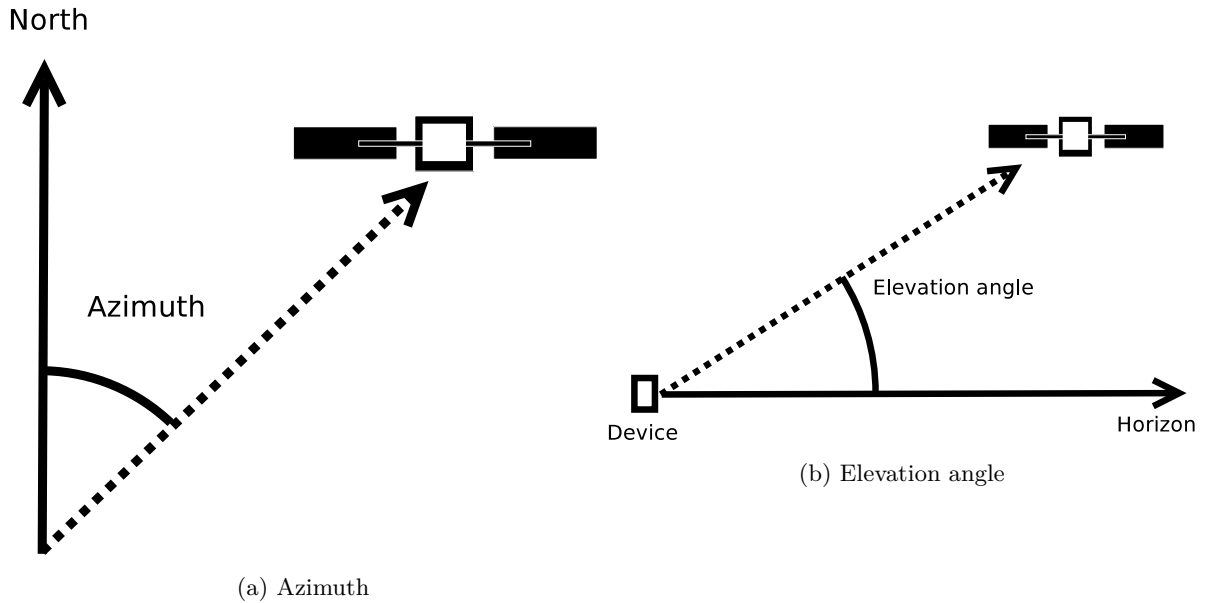 North
Azimuth
(a) Azimuth
Elevation angle
Device
Horizon
(b) Elevation angle